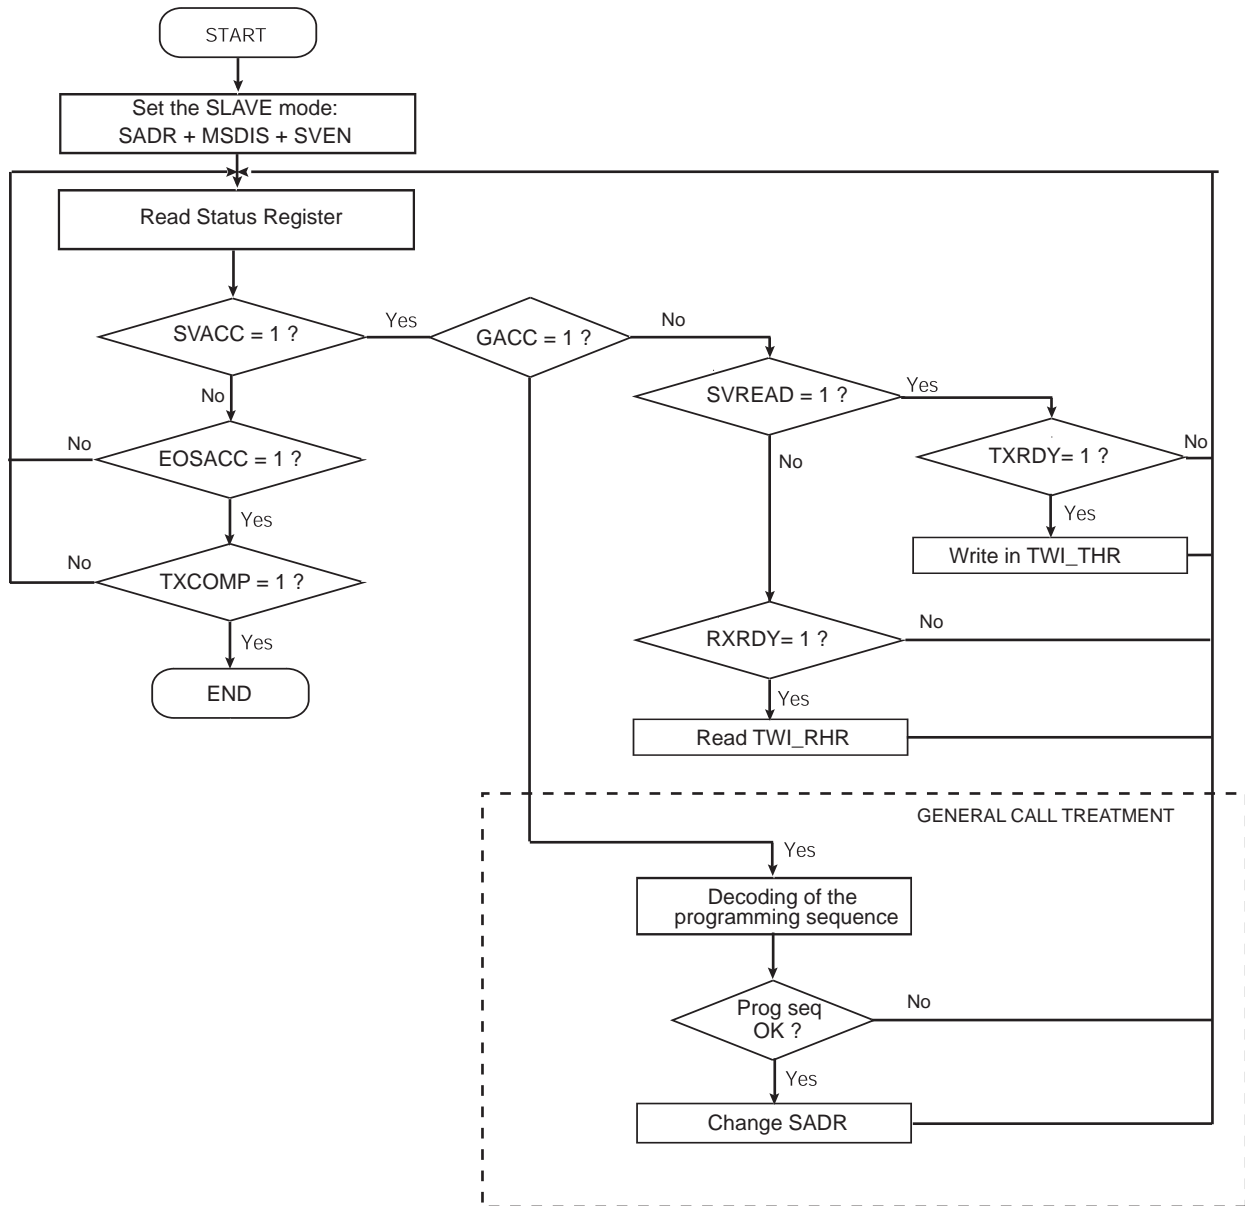 START
Set the SLAVE mode:
SADR + MSDIS + SVEN
Read Status Register
SVACC = 1 ?
Yes
GACC = 1 ?
No
SVREAD = 1 ?
Yes
No
EOSACC = 1 ?
No
TXRDY= 1 ?
No
No
Yes
Yes
Write in TWI_THR
TXCOMP = 1 ?
No
Yes
RXRDY= 1 ?
No
END
Yes
Read TWI_RHR
GENERAL CALL TREATMENT
Yes
Decoding of the
programming sequence
Prog seq
OK ?
No
Yes
Change SADR